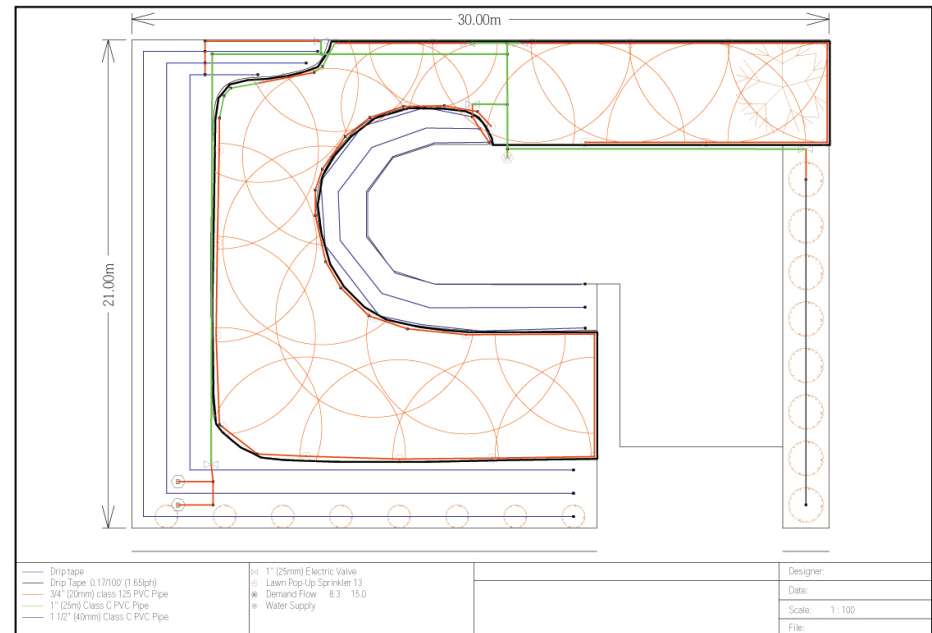 30.00m
21.00m
Drip tape
Drip Tape 0.17/100' (1.65lph)
3/4" (20mm) class 125 PVC Pipe
1" (25m) Class C PVC Pipe
1 1/2" (40mm) Class C PVC Pipe
1" (25mm) Electric Valve
Lawn Pop-Up Sprinkler 13
Demand Flow 8.3 15.0
Water Supply
Designer:
Date:
Scale: 1 : 100
File: